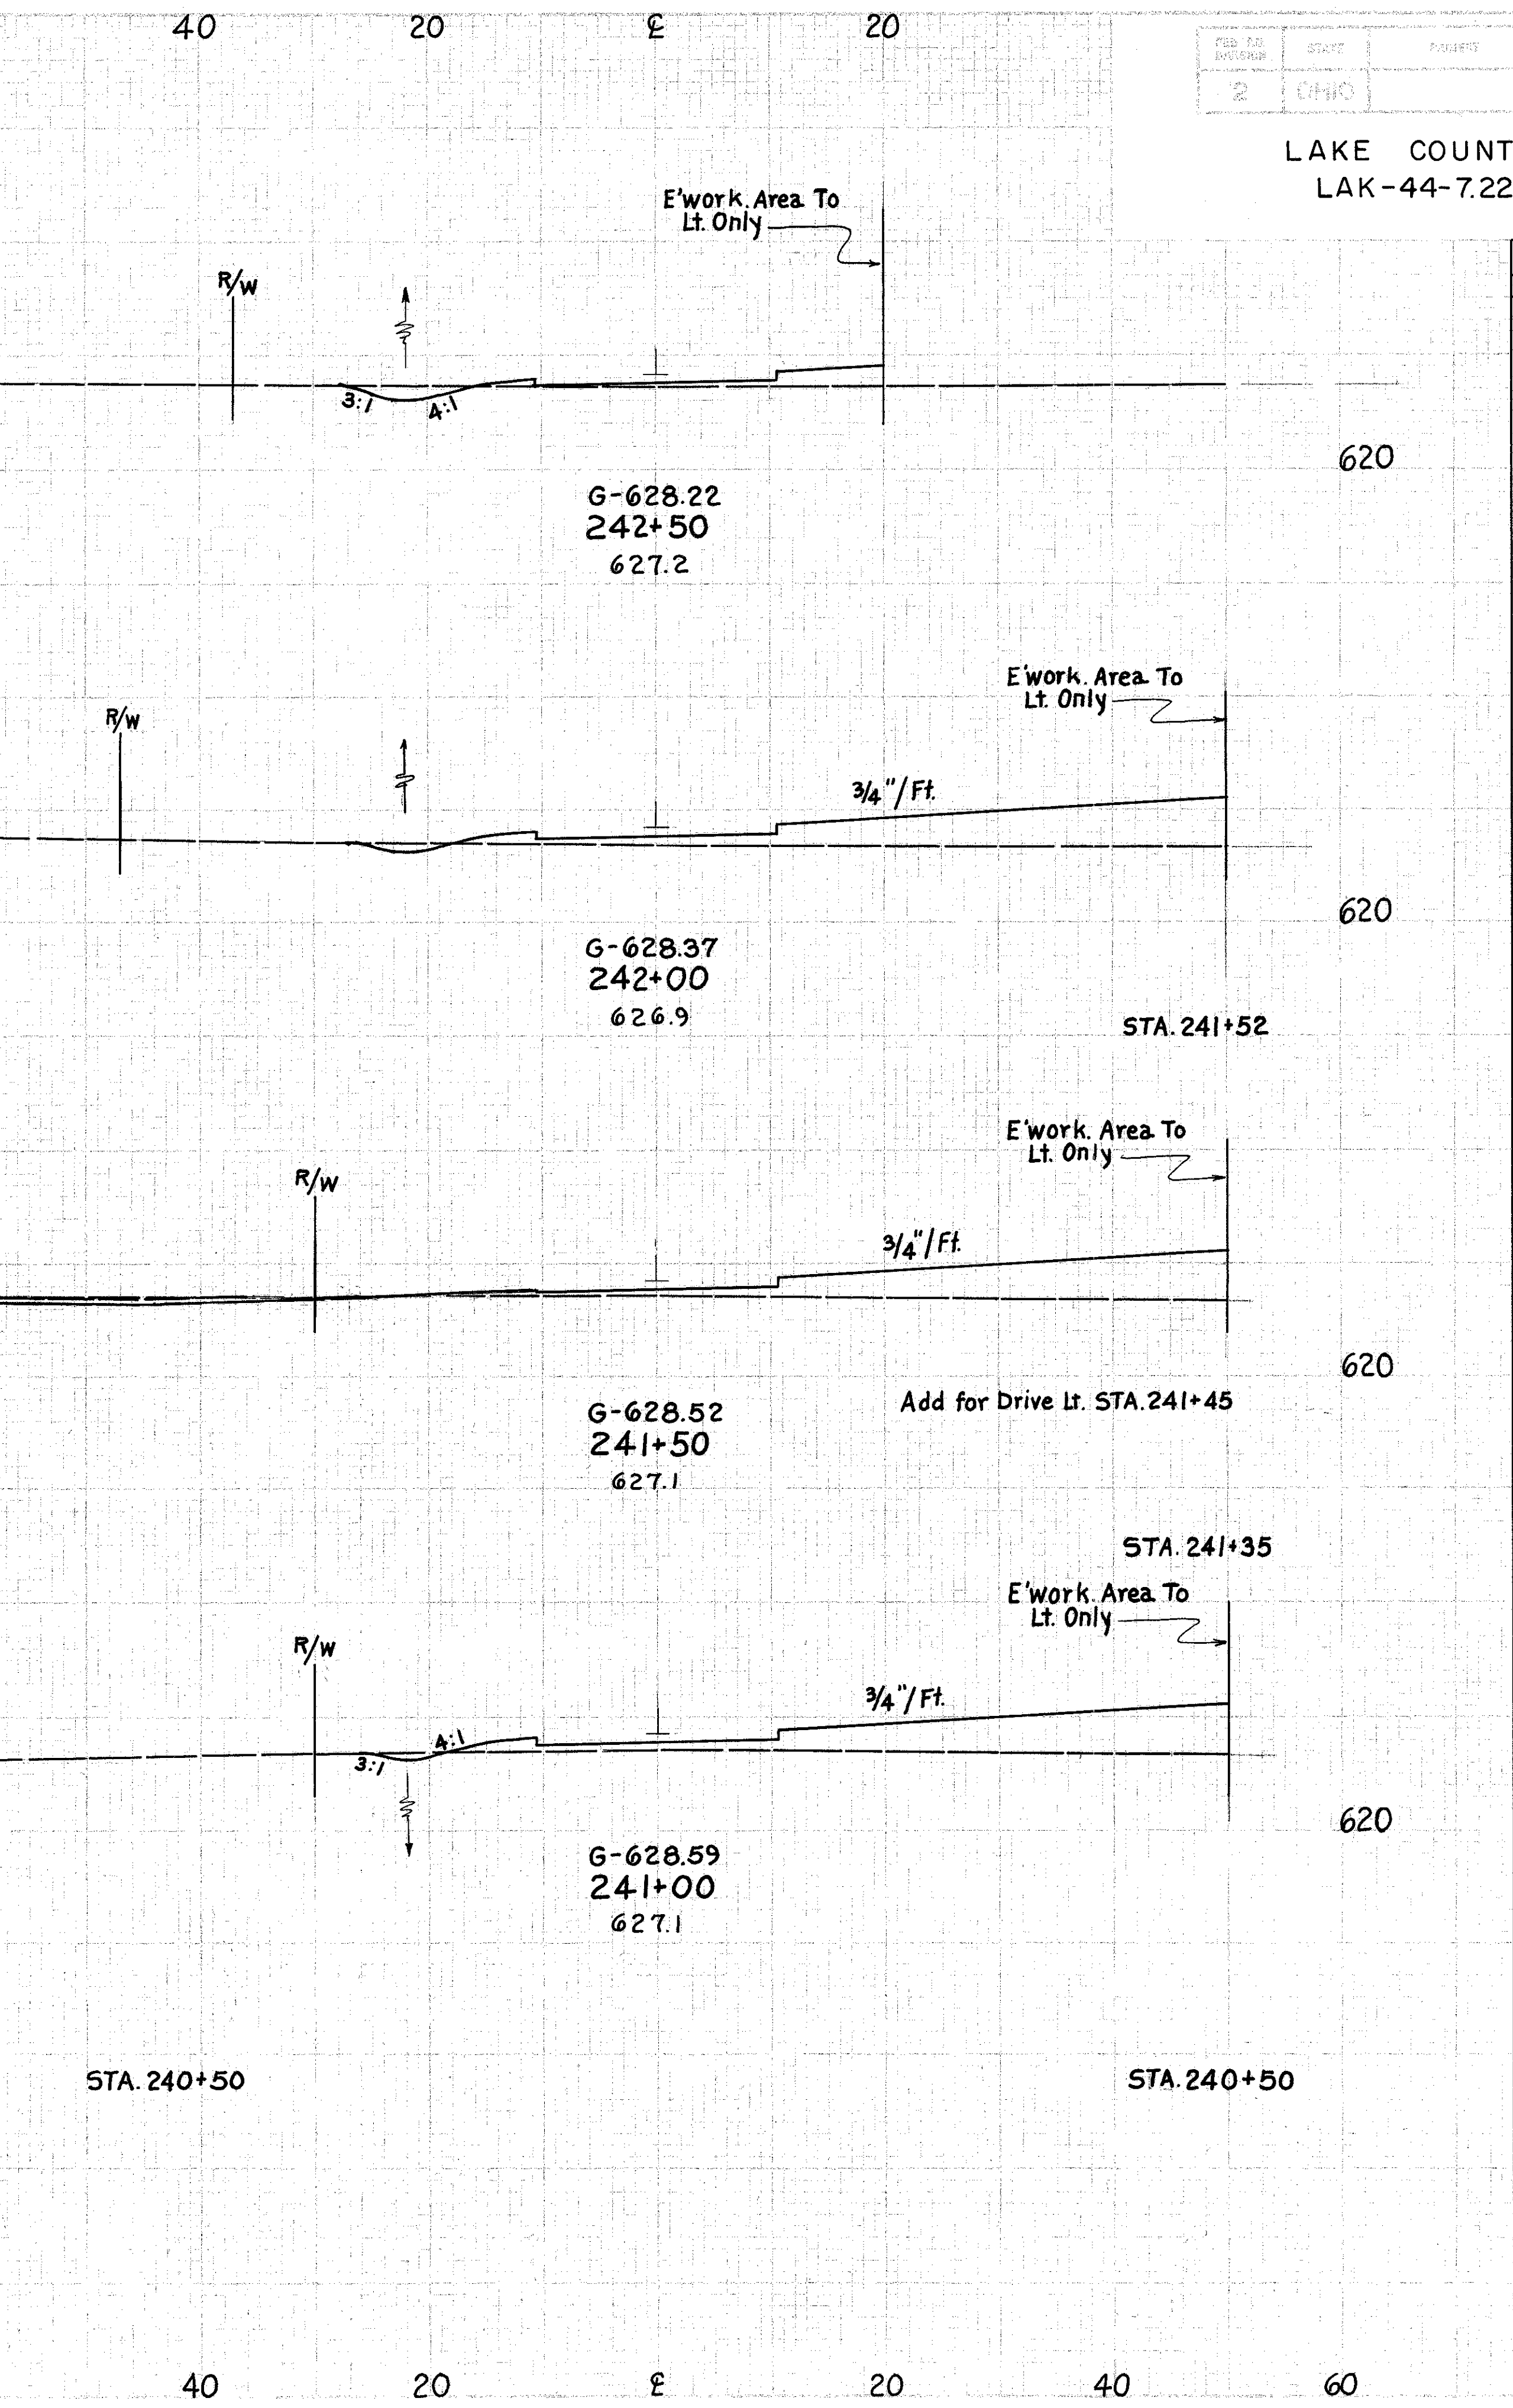 40 20 ℄ 20
STATE
2 OHIO
LAKE COUNT
LAK-44-7.22
E'work. Area To
Lt. Only
R/W
3:1 4:1
620
G-628.22
242+50
627.2
E'work. Area To
Lt. Only
R/W
3/4"/Ft.
620
G-628.37
242+00
626.9
STA. 241+52
E'work. Area To
Lt. Only
R/W
3/4"/Ft.
620
Add for Drive Lt. STA. 241+45
G-628.52
241+50
627.1
STA. 241+35
E'work. Area To
Lt. Only
R/W
3/4"/Ft.
3:1 4:1
620
G-628.59
241+00
627.1
STA. 240+50 STA. 240+50
40 20 ℄ 20 40 60